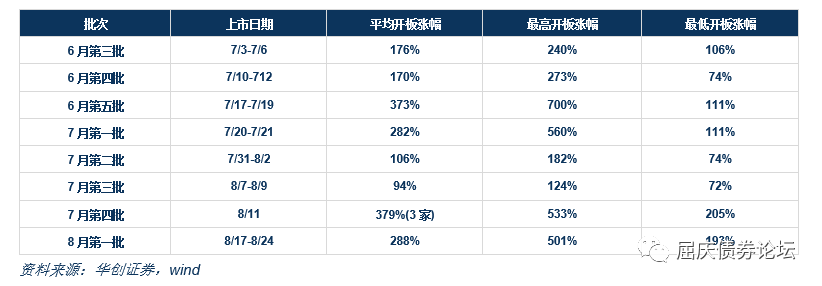 批次 上市日期 平均开板涨幅 最高开板涨幅 最低开板涨幅
6月第三批 7/3-7/6 176% 240% 106%
6月第四批 7/10-712 170% 273% 74%
6月第五批 7/17-7/19 373% 700% 111%
7月第一批 7/20-7/21 282% 560% 111%
7月第二批 7/31-8/2 106% 182% 74%
7月第三批 8/7-8/9 94% 124% 72%
7月第四批 8/11 379%(3家) 533% 205%
8月第一批 8/17-8/24 288% 501% 193%
屈庆债券论坛
资料来源：华创证券，wind